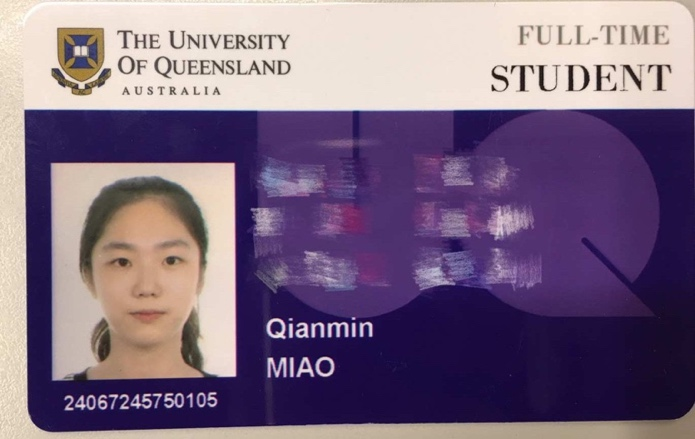 THE UNIVERSITY
OF QUEENSLAND
AUSTRALIA
FULL-TIME
STUDENT
Qianmin
MIAO
24067245750105